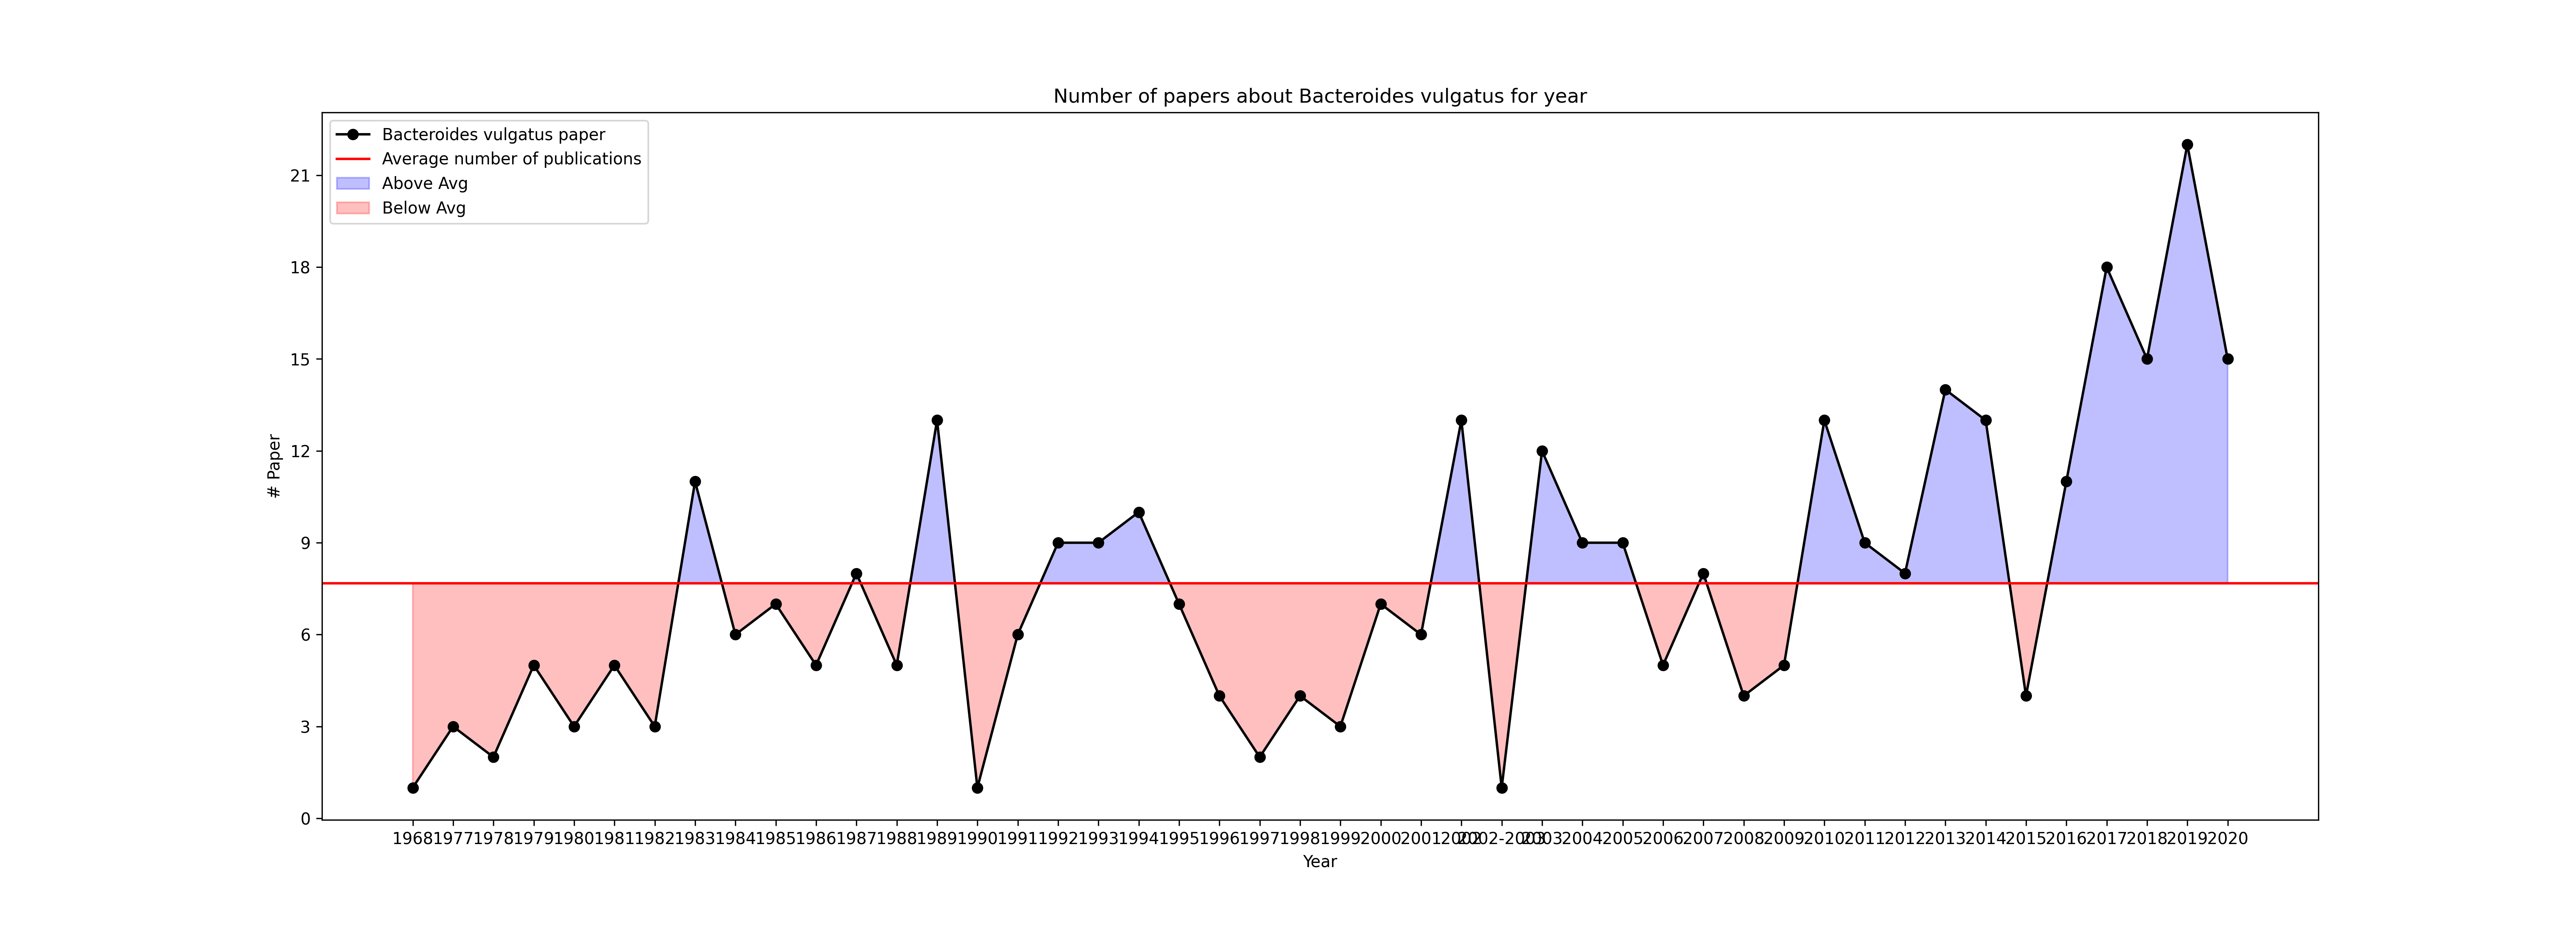 Number of papers about Bacteroides vulgatus for year
Bacteroides vulgatus paper
Average number of publications
Above Avg
Below Avg
21
18
15
12
9
6
3
0
# Paper
1968 1977 1978 1979 1980 1981 1982 1983 1984 1985 1986 1987 1988 1989 1990 1991 1992 1993 1994 1995 1996 1997 1998 1999 2000 2001 2002 2002-2003 2003 2004 2005 2006 2007 2008 2009 2010 2011 2012 2013 2014 2015 2016 2017 2018 2019 2020
Year